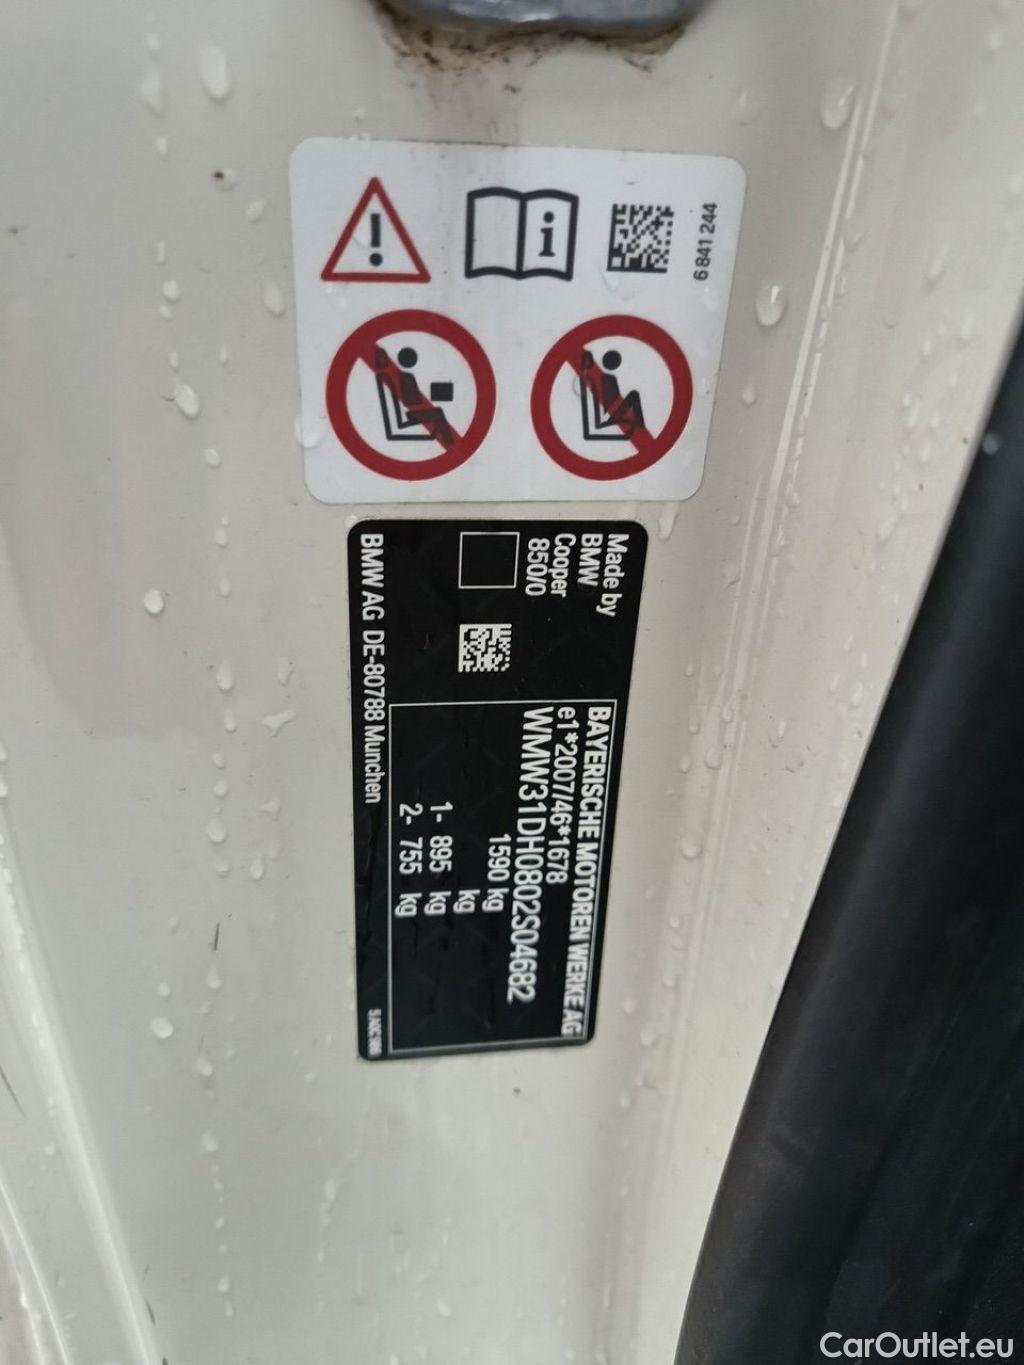 6 841 244
Made by
BMW
Cooper
850/0
BAYERISCHE MOTOREN WERKE AG
e1*2007/46*1678
WMW31DH0802S04682
1590 kg
kg
1- 895 kg
2- 755 kg
BMW AG DE-80788 Munchen
CarOutlet.eu